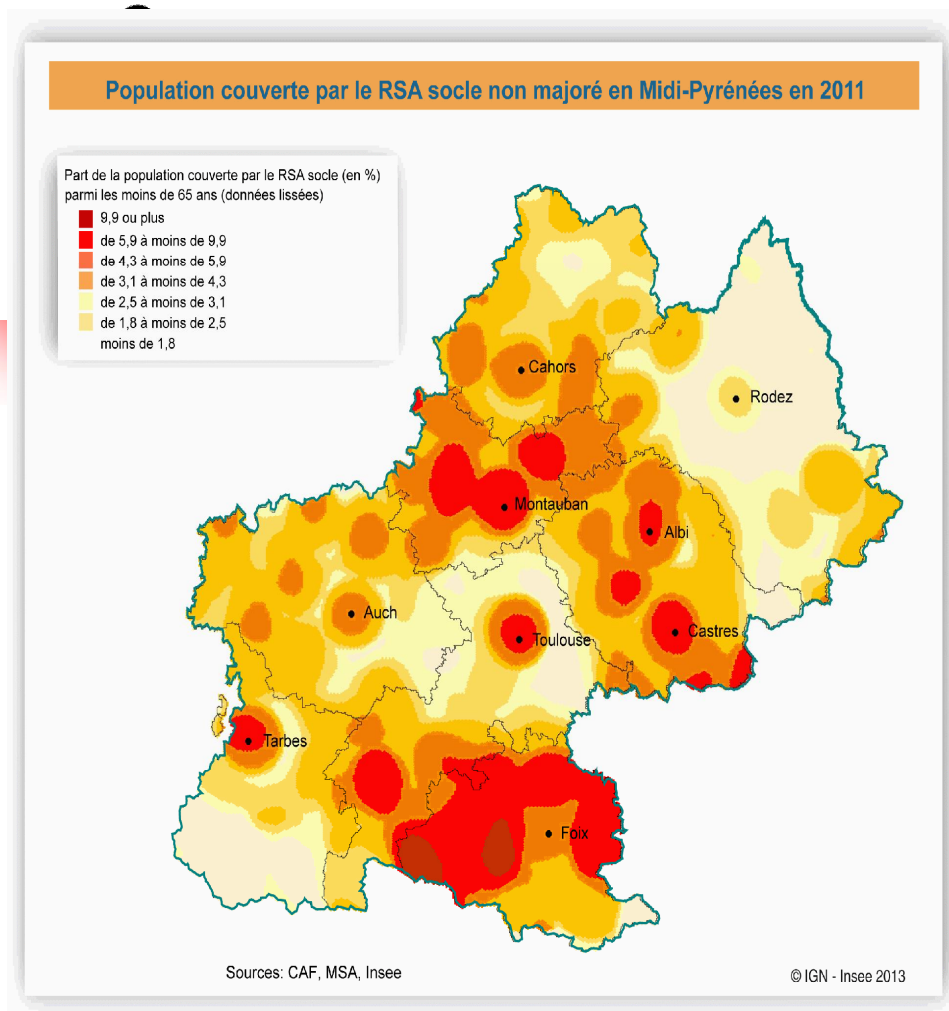 Population couverte par le RSA socle non majoré en Midi-Pyrénées en 2011
Part de la population couverte par le RSA socle (en %)
parmi les moins de 65 ans (données lissées)
9,9 ou plus
de 5,9 à moins de 9,9
de 4,3 à moins de 5,9
de 3,1 à moins de 4,3
de 2,5 à moins de 3,1
de 1,8 à moins de 2,5
moins de 1,8
Cahors
Rodez
Montauban
Albi
Auch
Castres
Toulouse
Tarbes
Foix
Sources: CAF, MSA, Insee
© IGN - Insee 2013